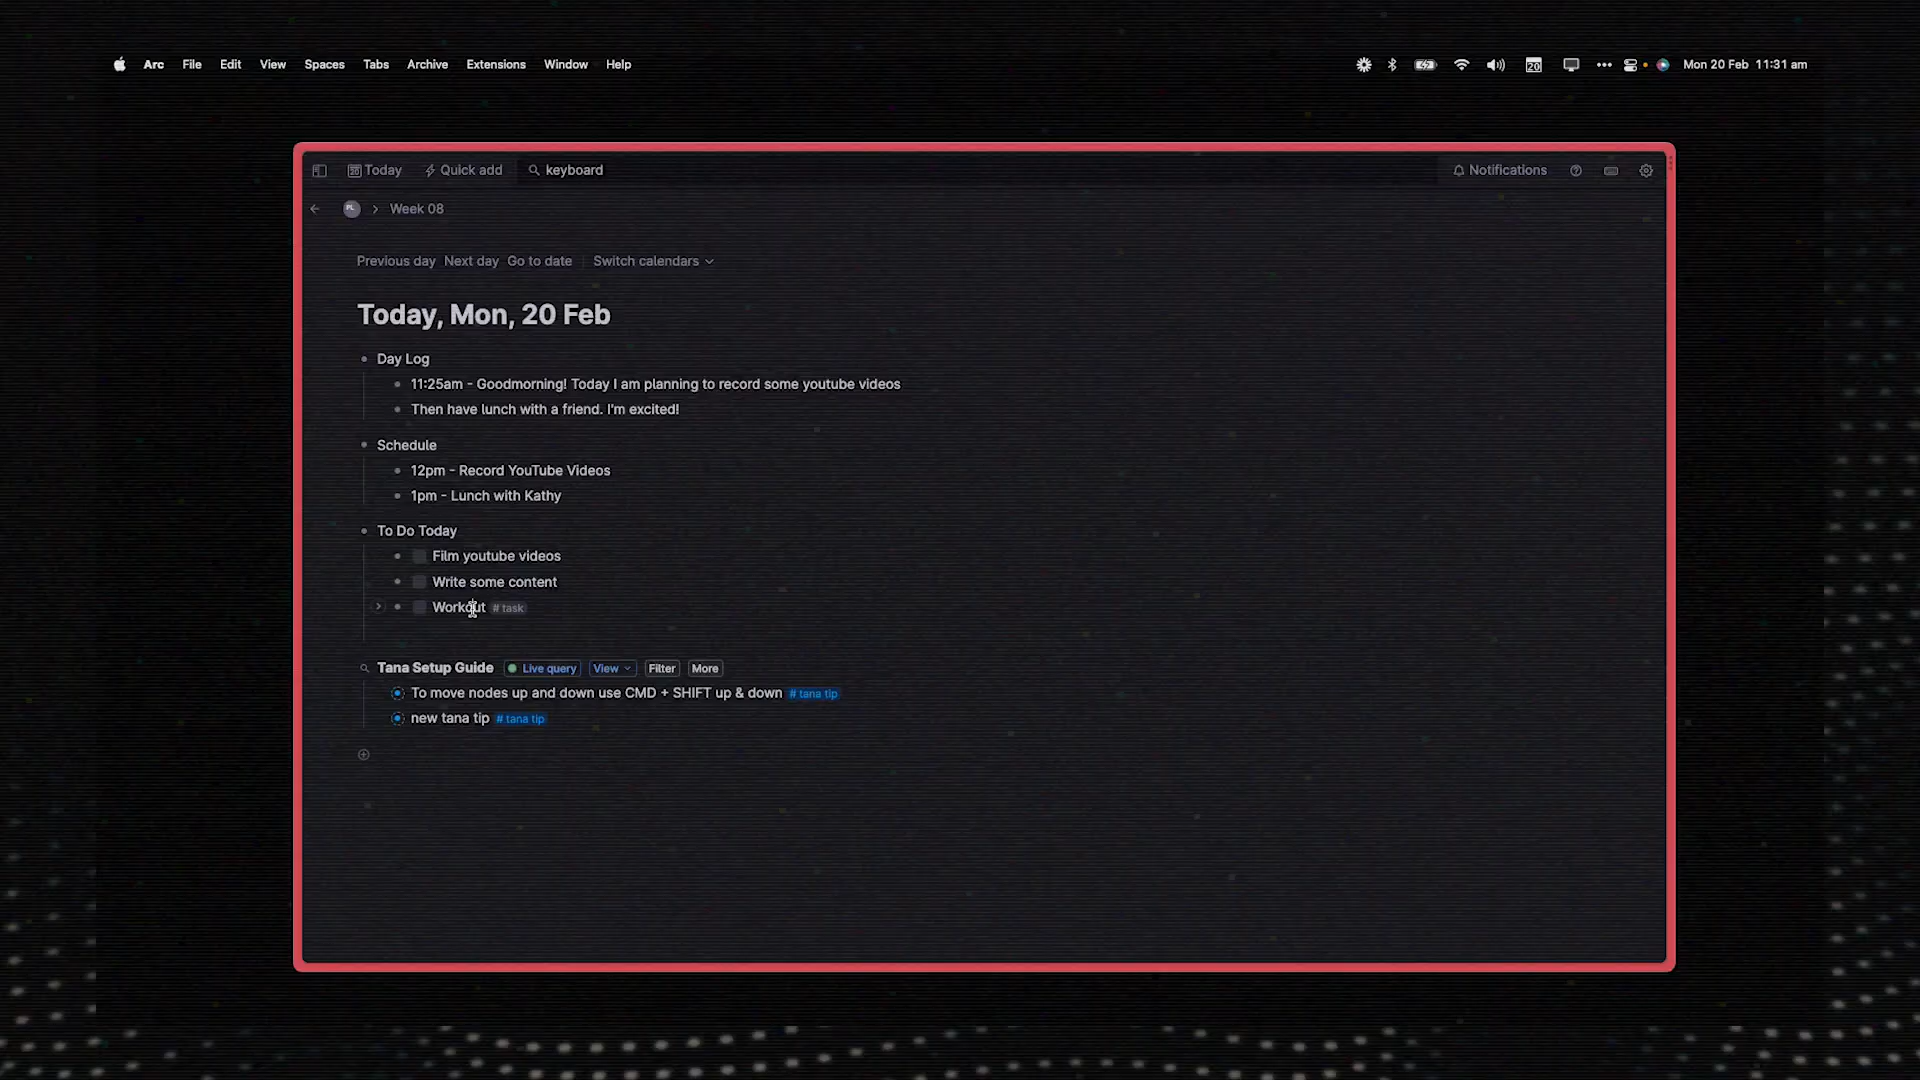 Arc File Edit View Spaces Tabs Archive Extensions Window Help 20 Mon 20 Feb 11:31 am
20 Today Quick add keyboard Notifications
PL Week 08
Previous day Next day Go to date Switch calendars
Today, Mon, 20 Feb
Day Log
11:25am - Goodmorning! Today I am planning to record some youtube videos
Then have lunch with a friend. I'm excited!
Schedule
12pm - Record YouTube Videos
1pm - Lunch with Kathy
To Do Today
Film youtube videos
Write some content
Workout # task
Tana Setup Guide Live query View Filter More
To move nodes up and down use CMD + SHIFT up & down # tana tip
new tana tip # tana tip